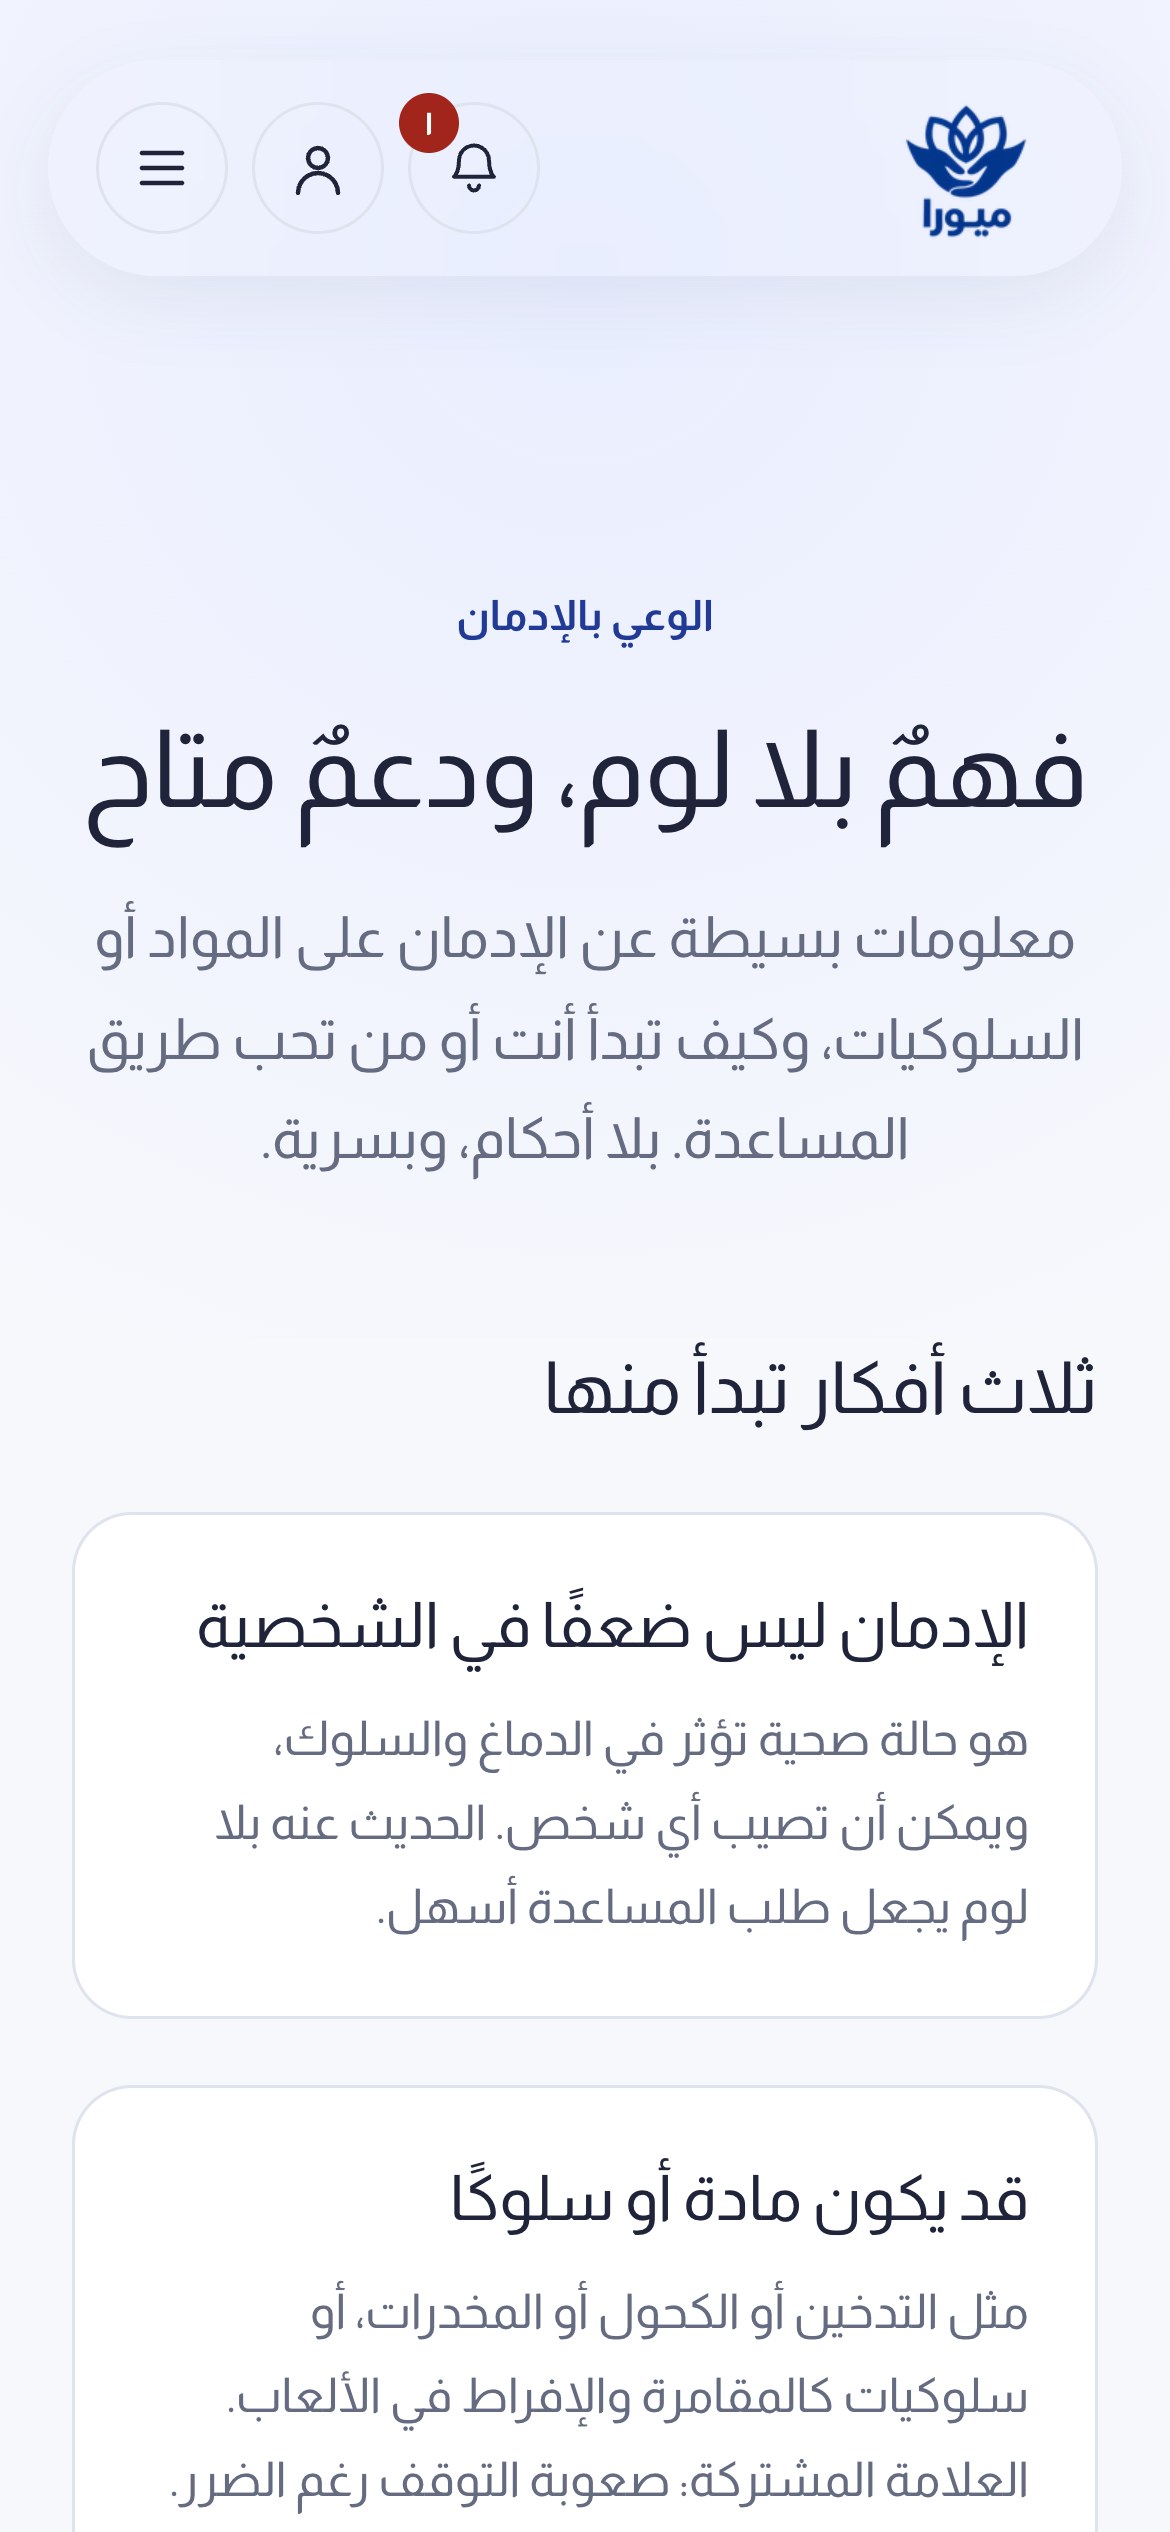 ميورا
١
الوعي بالإدمان
فهمٌ بلا لوم، ودعمٌ متاح
معلومات بسيطة عن الإدمان على المواد أو
السلوكيات، وكيف تبدأ أنت أو من تحب طريق
المساعدة. بلا أحكام، وبسرية.
ثلاث أفكار تبدأ منها
الإدمان ليس ضعفًا في الشخصية
هو حالة صحية تؤثر في الدماغ والسلوك،
ويمكن أن تصيب أي شخص. الحديث عنه بلا
لوم يجعل طلب المساعدة أسهل.
قد يكون مادة أو سلوكًا
مثل التدخين أو الكحول أو المخدرات، أو
سلوكيات كالمقامرة والإفراط في الألعاب.
العلامة المشتركة: صعوبة التوقف رغم الضرر.